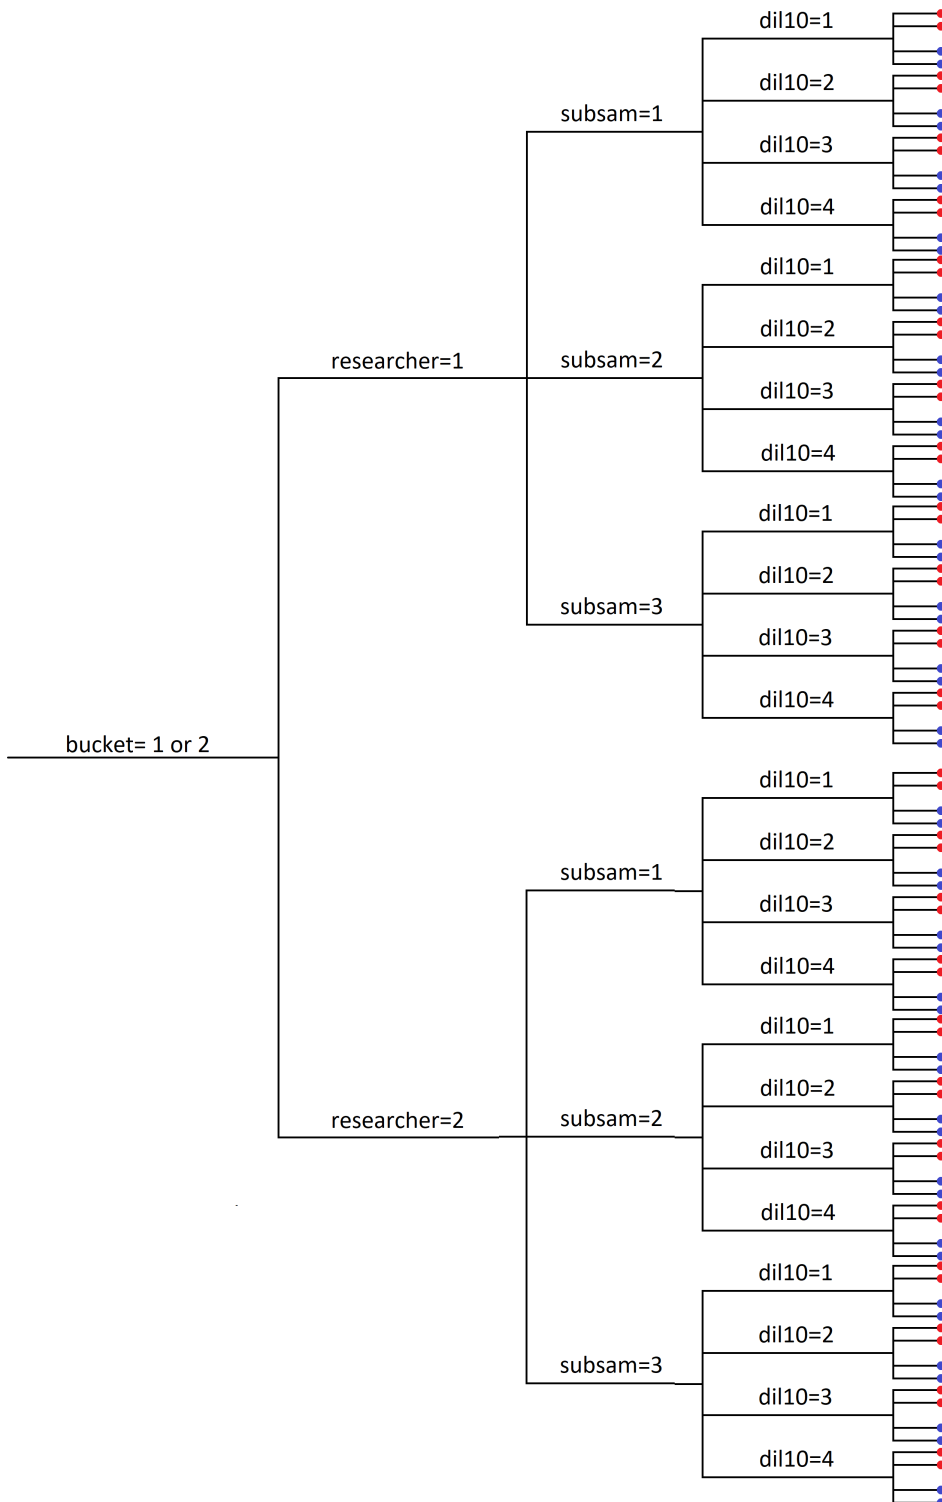 dil10=1
dil10=2
subsam=1
dil10=3
dil10=4
dil10=1
dil10=2
researcher=1
subsam=2
dil10=3
dil10=4
dil10=1
dil10=2
subsam=3
dil10=3
dil10=4
bucket= 1 or 2
dil10=1
dil10=2
subsam=1
dil10=3
dil10=4
dil10=1
dil10=2
researcher=2
subsam=2
dil10=3
dil10=4
dil10=1
dil10=2
subsam=3
dil10=3
dil10=4